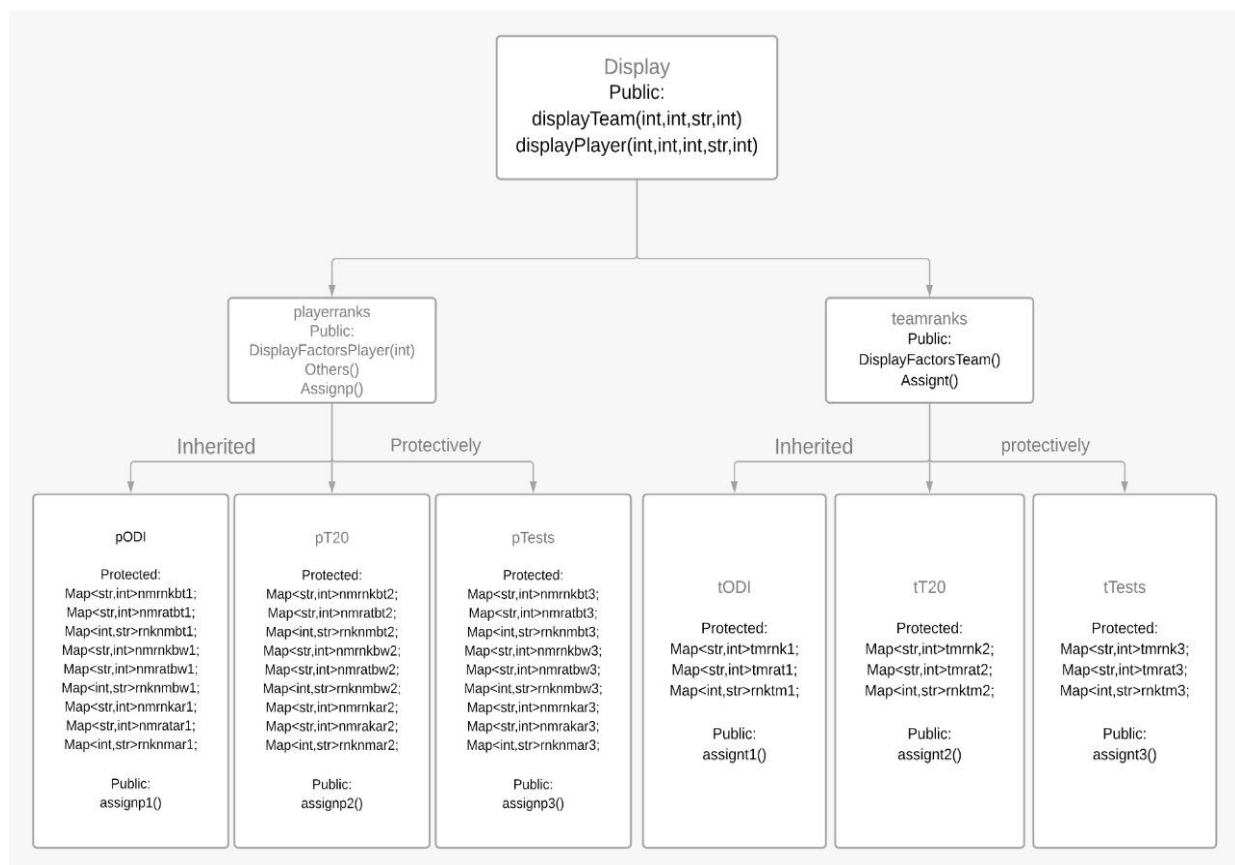 Display
Public:
displayTeam(int,int,str,int)
displayPlayer(int,int,int,str,int)
playerranks
Public:
DisplayFactorsPlayer(int)
Others()
Assignp()
teamranks
Public:
DisplayFactorsTeam()
Assignt()
Inherited
Protectively
Inherited
protectively
pODI
Protected:
Map<str,int>nmrnkbt1;
Map<str,int>nmratbt1;
Map<int,str>rnknmbt1;
Map<str,int>nmrnkbw1;
Map<str,int>nmratbw1;
Map<int,str>rnknmbw1;
Map<str,int>nmrnkar1;
Map<str,int>nmratar1;
Map<int,str>rnknmar1;
Public:
assignp1()
pT20
Protected:
Map<str,int>nmrnkbt2;
Map<str,int>nmratbt2;
Map<int,str>rnknmbt2;
Map<str,int>nmrnkbw2;
Map<str,int>nmratbw2;
Map<int,str>rnknmbw2;
Map<str,int>nmrnkar2;
Map<str,int>nmrakar2;
Map<int,str>rnknmar2;
Public:
assignp2()
pTests
Protected:
Map<str,int>nmrnkbt3;
Map<str,int>nmratbt3;
Map<int,str>rnknmbt3;
Map<str,int>nmrnkbw3;
Map<str,int>nmratbw3;
Map<int,str>rnknmbw3;
Map<str,int>nmrnkar3;
Map<str,int>nmrakar3;
Map<int,str>rnknmar3;
Public:
assignp3()
tODI
Protected:
Map<str,int>tmrnk1;
Map<str,int>tmrat1;
Map<int,str>rnktm1;
Public:
assignt1()
tT20
Protected:
Map<str,int>tmrnk2;
Map<str,int>tmrat2;
Map<int,str>rnktm2;
Public:
assignt2()
tTests
Protected:
Map<str,int>tmrnk3;
Map<str,int>tmrat3;
Map<int,str>rnktm3;
Public:
assignt3()